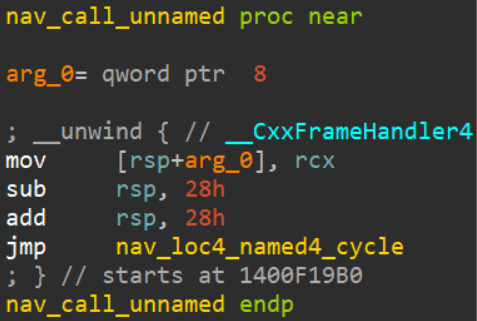 nav_call_unnamed proc near
arg_0= qword ptr  8
; __unwind { // __CxxFrameHandler4
mov     [rsp+arg_0], rcx
sub     rsp, 28h
add     rsp, 28h
jmp     nav_loc4_named4_cycle
; } // starts at 1400F19B0
nav_call_unnamed endp